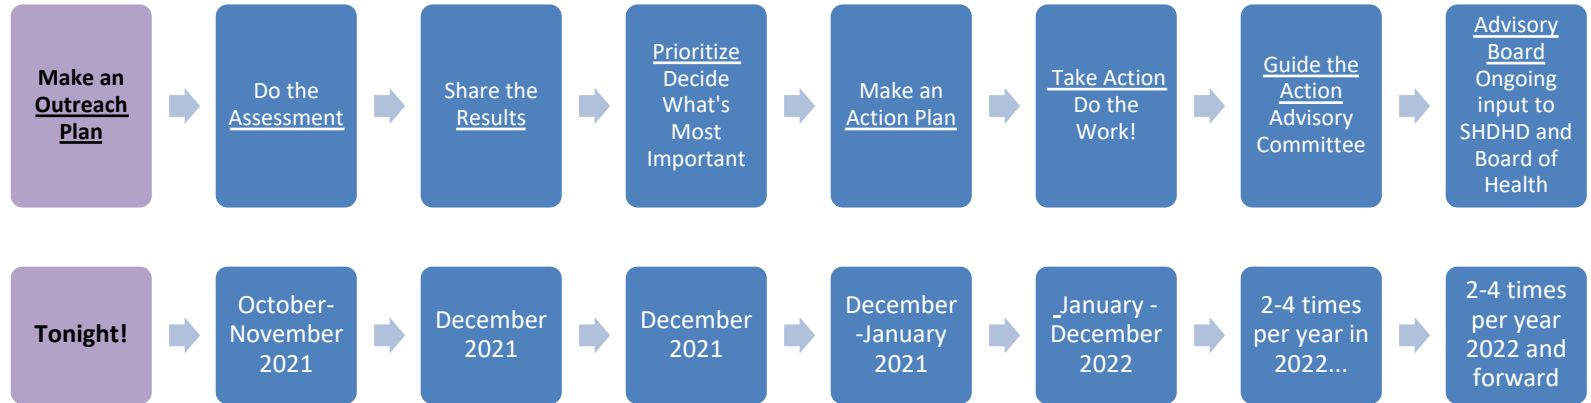 Make an
Outreach
Plan
Do the
Assessment
Share the
Results
Prioritize
Decide
What's
Most
Important
Make an
Action Plan
Take Action
Do the
Work!
Guide the
Action
Advisory
Committee
Advisory
Board
Ongoing
input to
SHDHD and
Board of
Health
Tonight!
October-
November
2021
December
2021
December
2021
December
-January
2021
January -
December
2022
2-4 times
per year in
2022...
2-4 times
per year
2022 and
forward